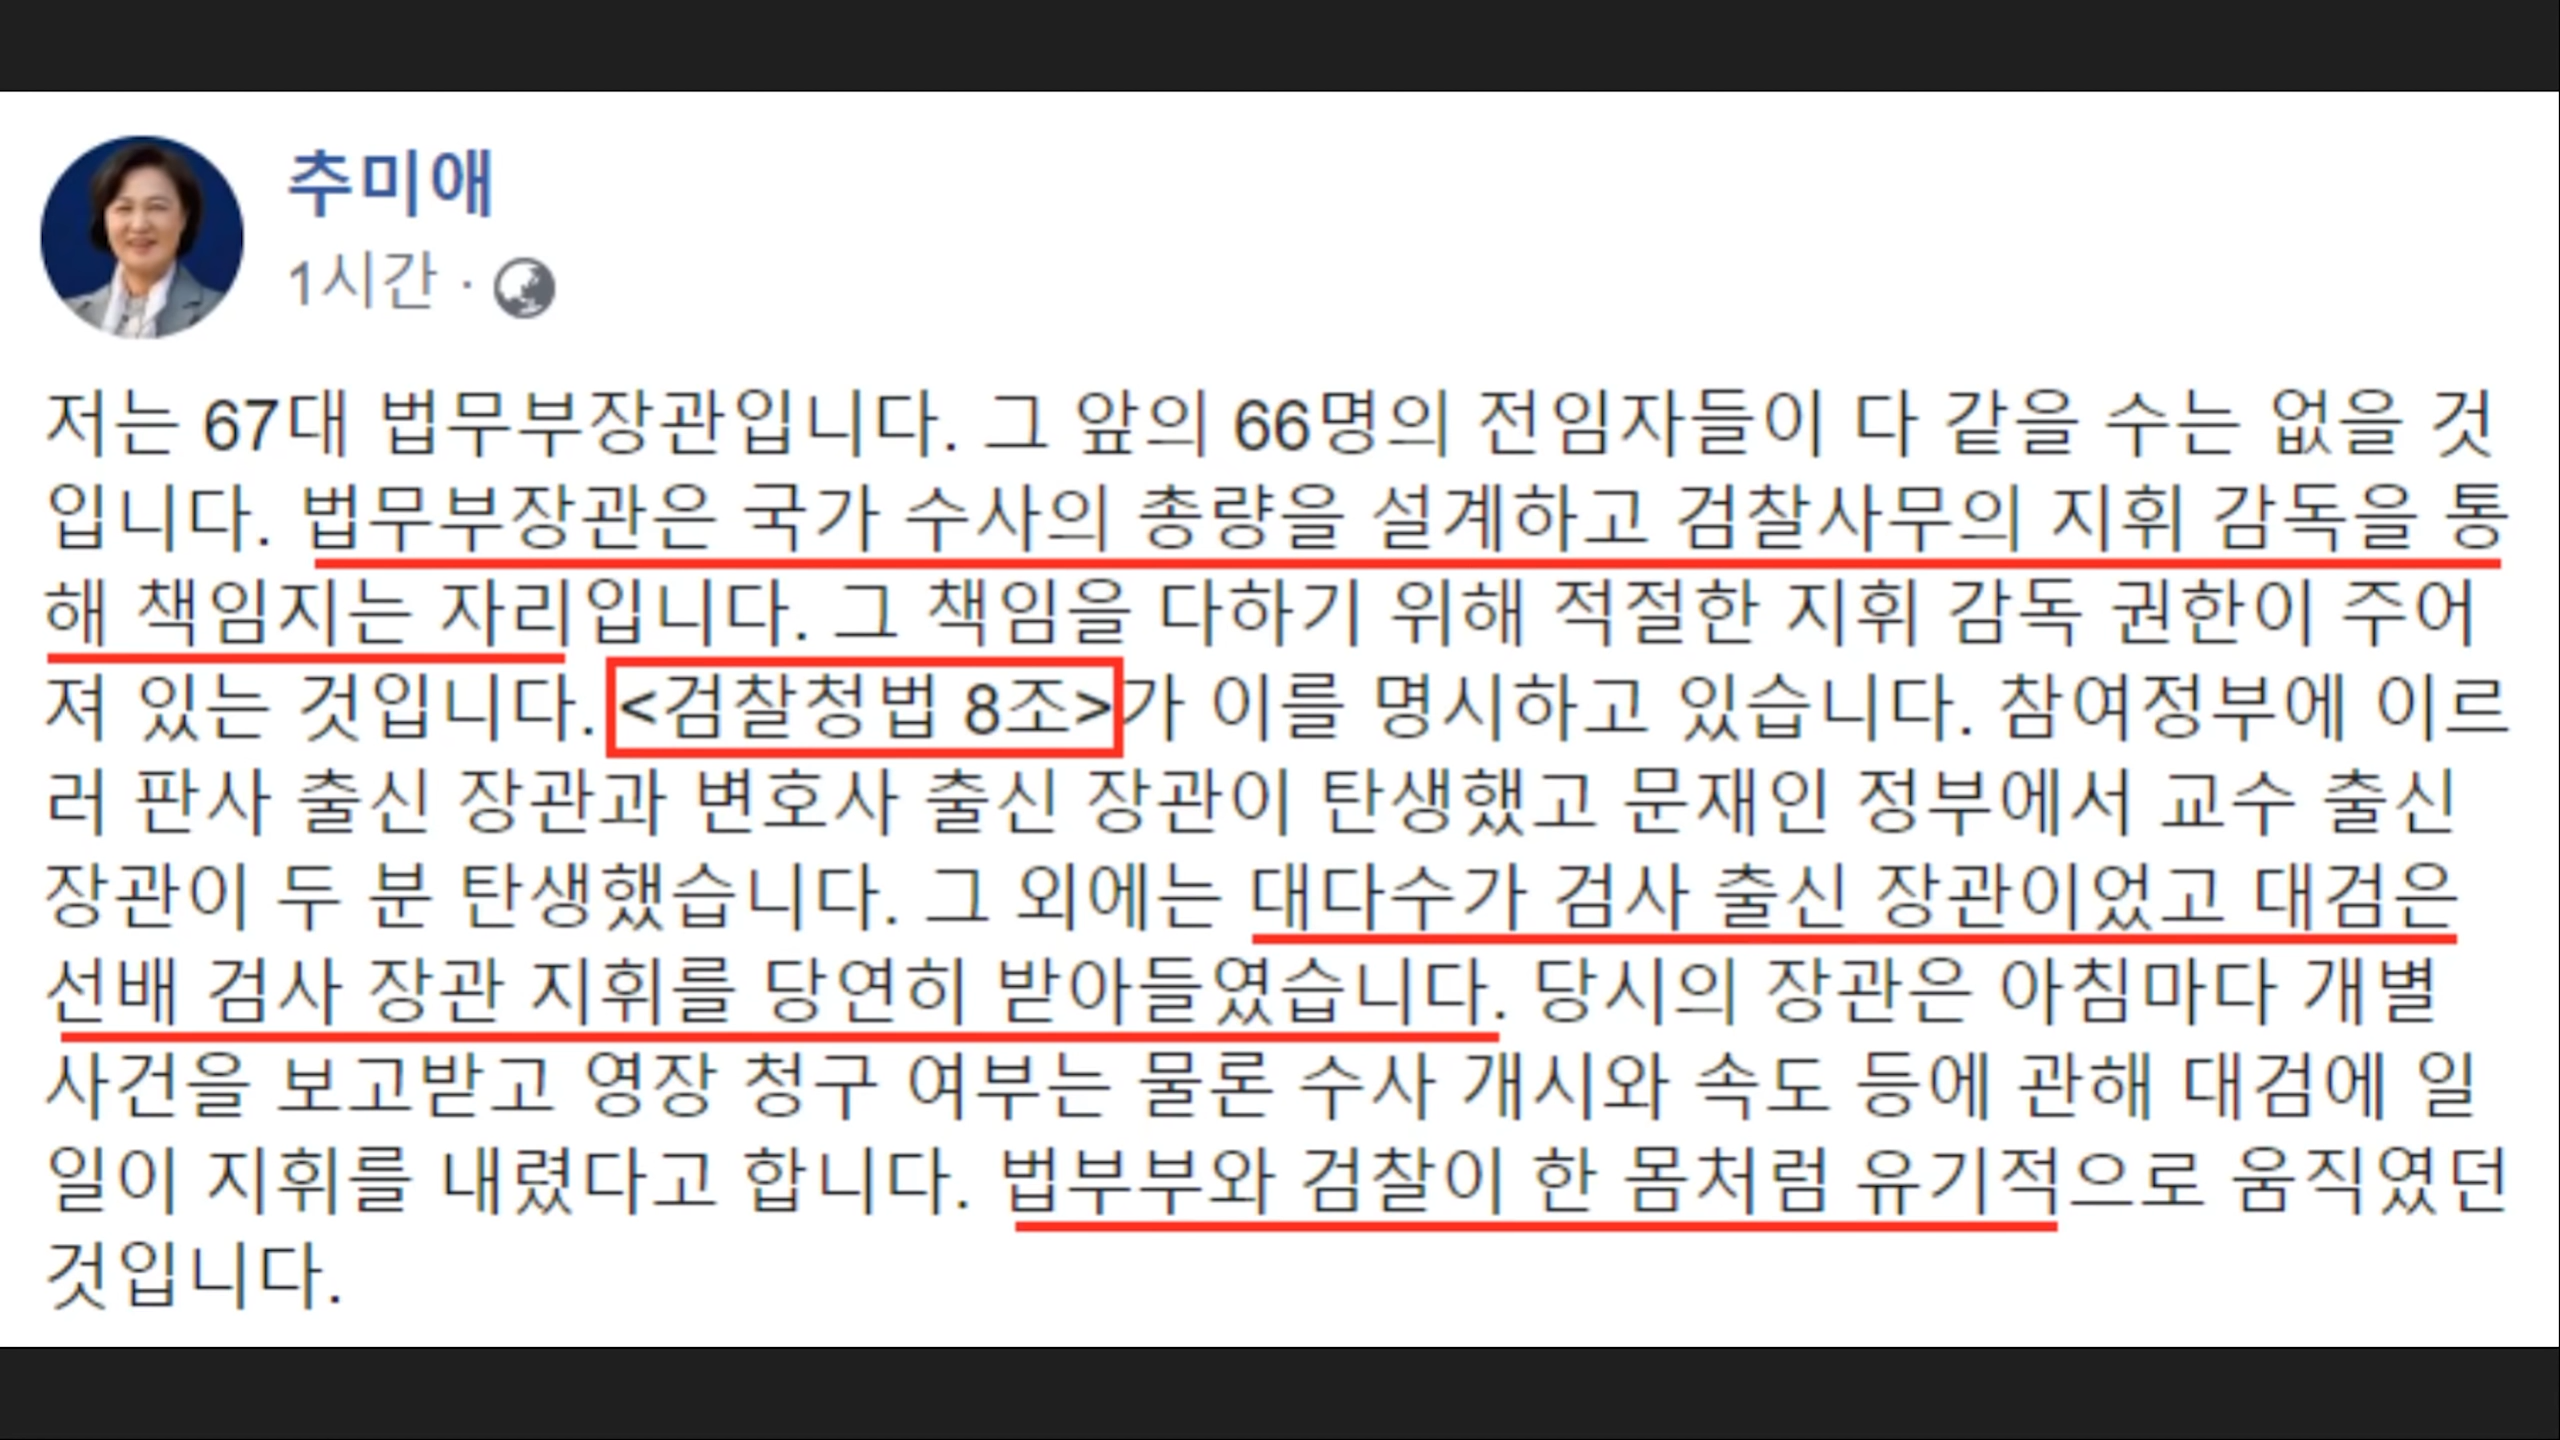 추미애
1시간 ·
저는 67대 법무부장관입니다. 그 앞의 66명의 전임자들이 다 같을 수는 없을 것
입니다. 법무부장관은 국가 수사의 총량을 설계하고 검찰사무의 지휘 감독을 통
해 책임지는 자리입니다. 그 책임을 다하기 위해 적절한 지휘 감독 권한이 주어
져 있는 것입니다. <검찰청법 8조>가 이를 명시하고 있습니다. 참여정부에 이르
러 판사 출신 장관과 변호사 출신 장관이 탄생했고 문재인 정부에서 교수 출신
장관이 두 분 탄생했습니다. 그 외에는 대다수가 검사 출신 장관이었고 대검은
선배 검사 장관 지휘를 당연히 받아들였습니다. 당시의 장관은 아침마다 개별
사건을 보고받고 영장 청구 여부는 물론 수사 개시와 속도 등에 관해 대검에 일
일이 지휘를 내렸다고 합니다. 법부부와 검찰이 한 몸처럼 유기적으로 움직였던
것입니다.